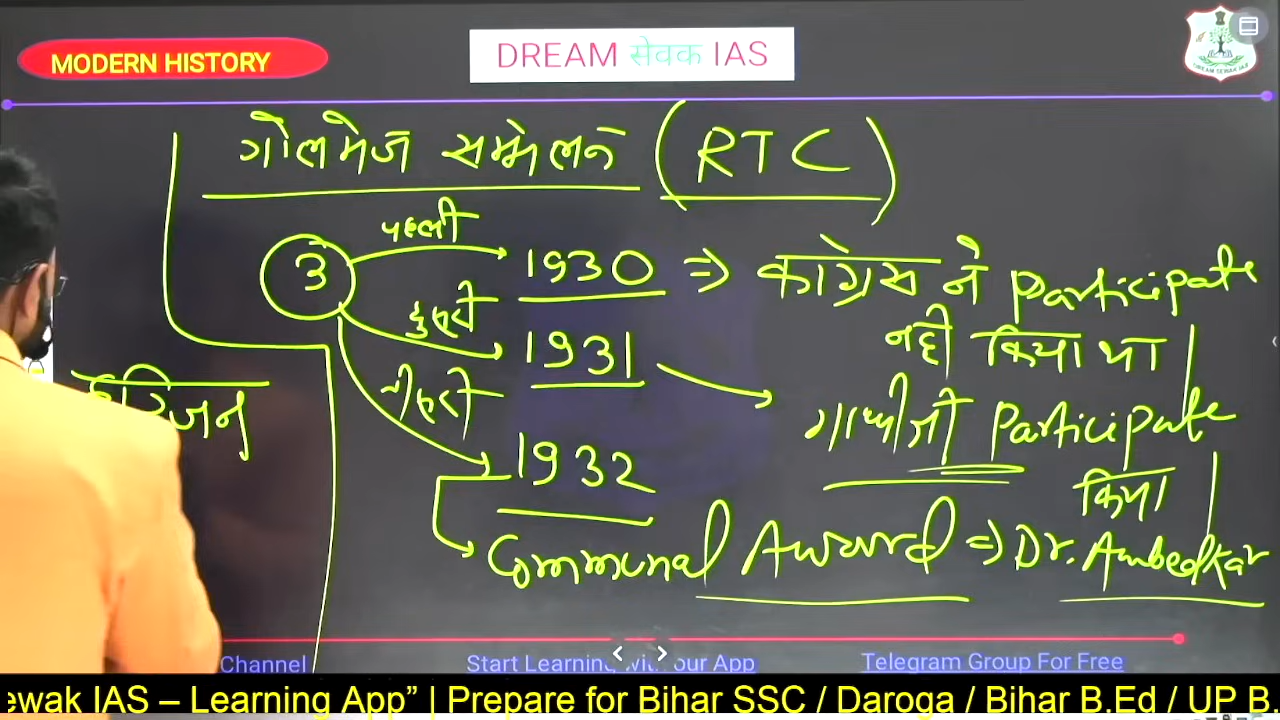 MODERN HISTORY
DREAM सेवक IAS
गोलमेज सम्मेलन (RTC)
3
पहली
1930 ⇒ कांग्रेस ने participate
नही किया था |
दुसरी
1931
गाधीजी participate
किया |
तीसरी
1932
Communal Award ⇒ Dr. Ambedkar
हरिजन
Channel
Start Learning with our App
Telegram Group For Free
ewak IAS – Learning App” | Prepare for Bihar SSC / Daroga / Bihar B.Ed / UP B.